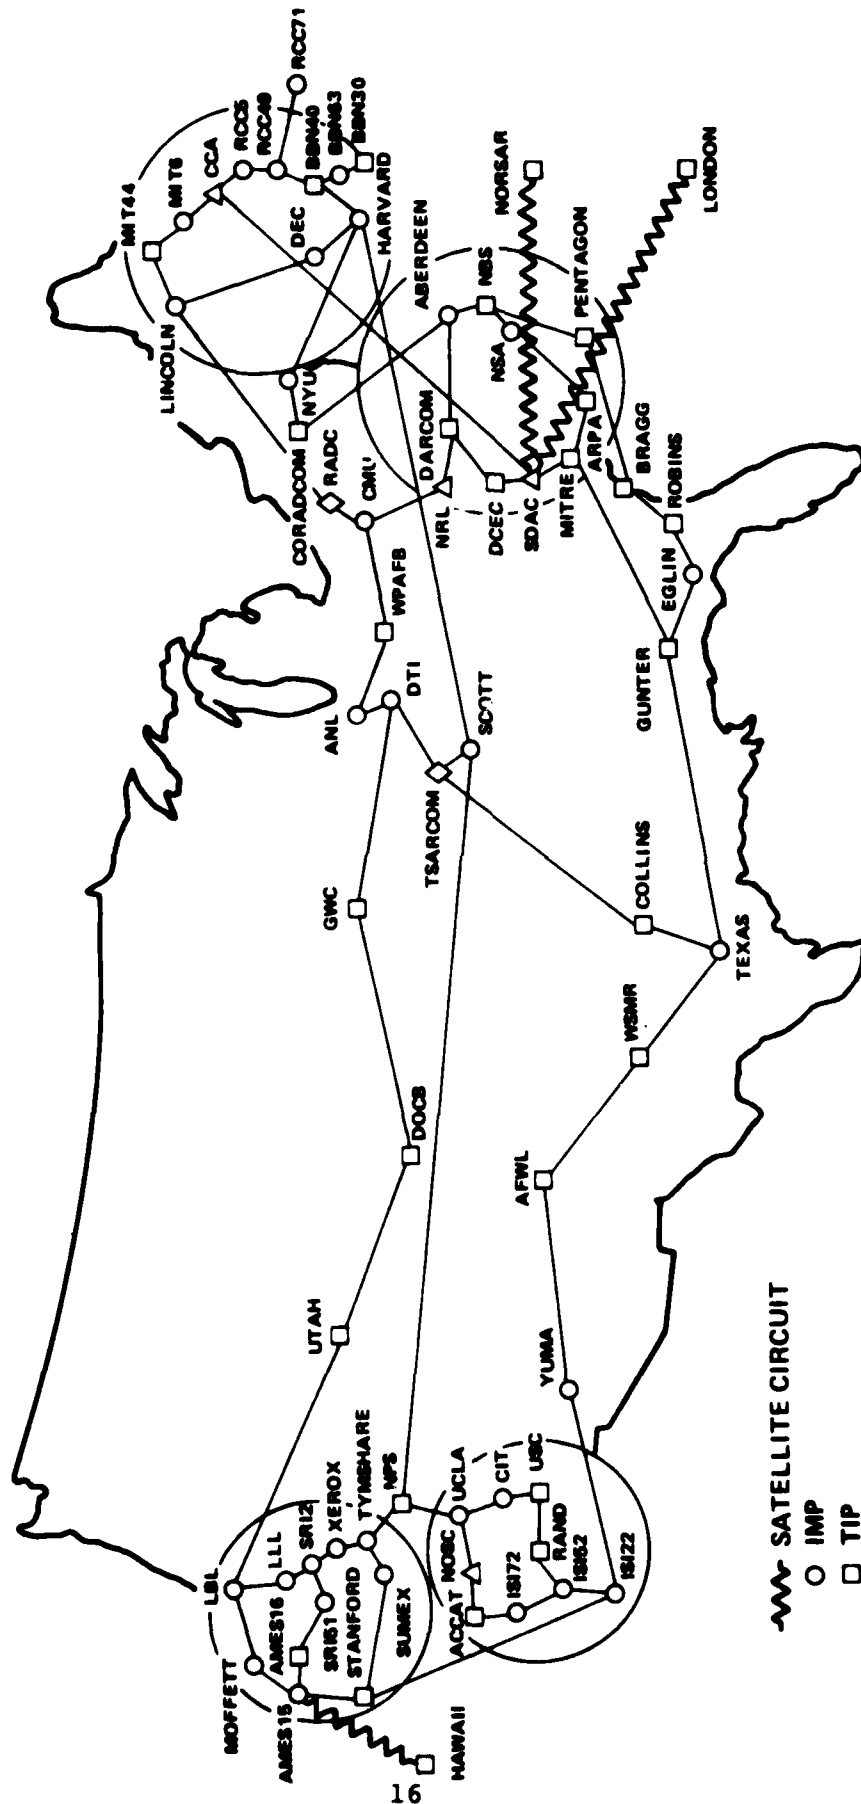 MOFFETT
LBL
LLL
AMES16
AMES15
SRI2
SRI51
XEROX
STANFORD
TYMSHARE
SUMEX
NPS
HAWAII
UTAH
UCLA
NOSC
ACCAT
CIT
ISI72
USC
RAND
ISI52
ISI22
YUMA
DOCB
AFWL
WSMR
GWC
TEXAS
COLLINS
TSARCOM
SCOTT
ANL
DTI
WPAFB
GUNTER
EGLIN
ROBINS
BRAGG
CORADCOM
RADC
CMU
NYU
LINCOLN
MIT44
MIT6
CCA
RCC5
RCC49
RCC71
BBN40
BBN63
BBN30
DEC
HARVARD
ABERDEEN
NBS
NSA
DARCOM
NRL
DCEC
SDAC
MITRE
ARPA
PENTAGON
NORSAR
LONDON
SATELLITE CIRCUIT
IMP
TIP
16